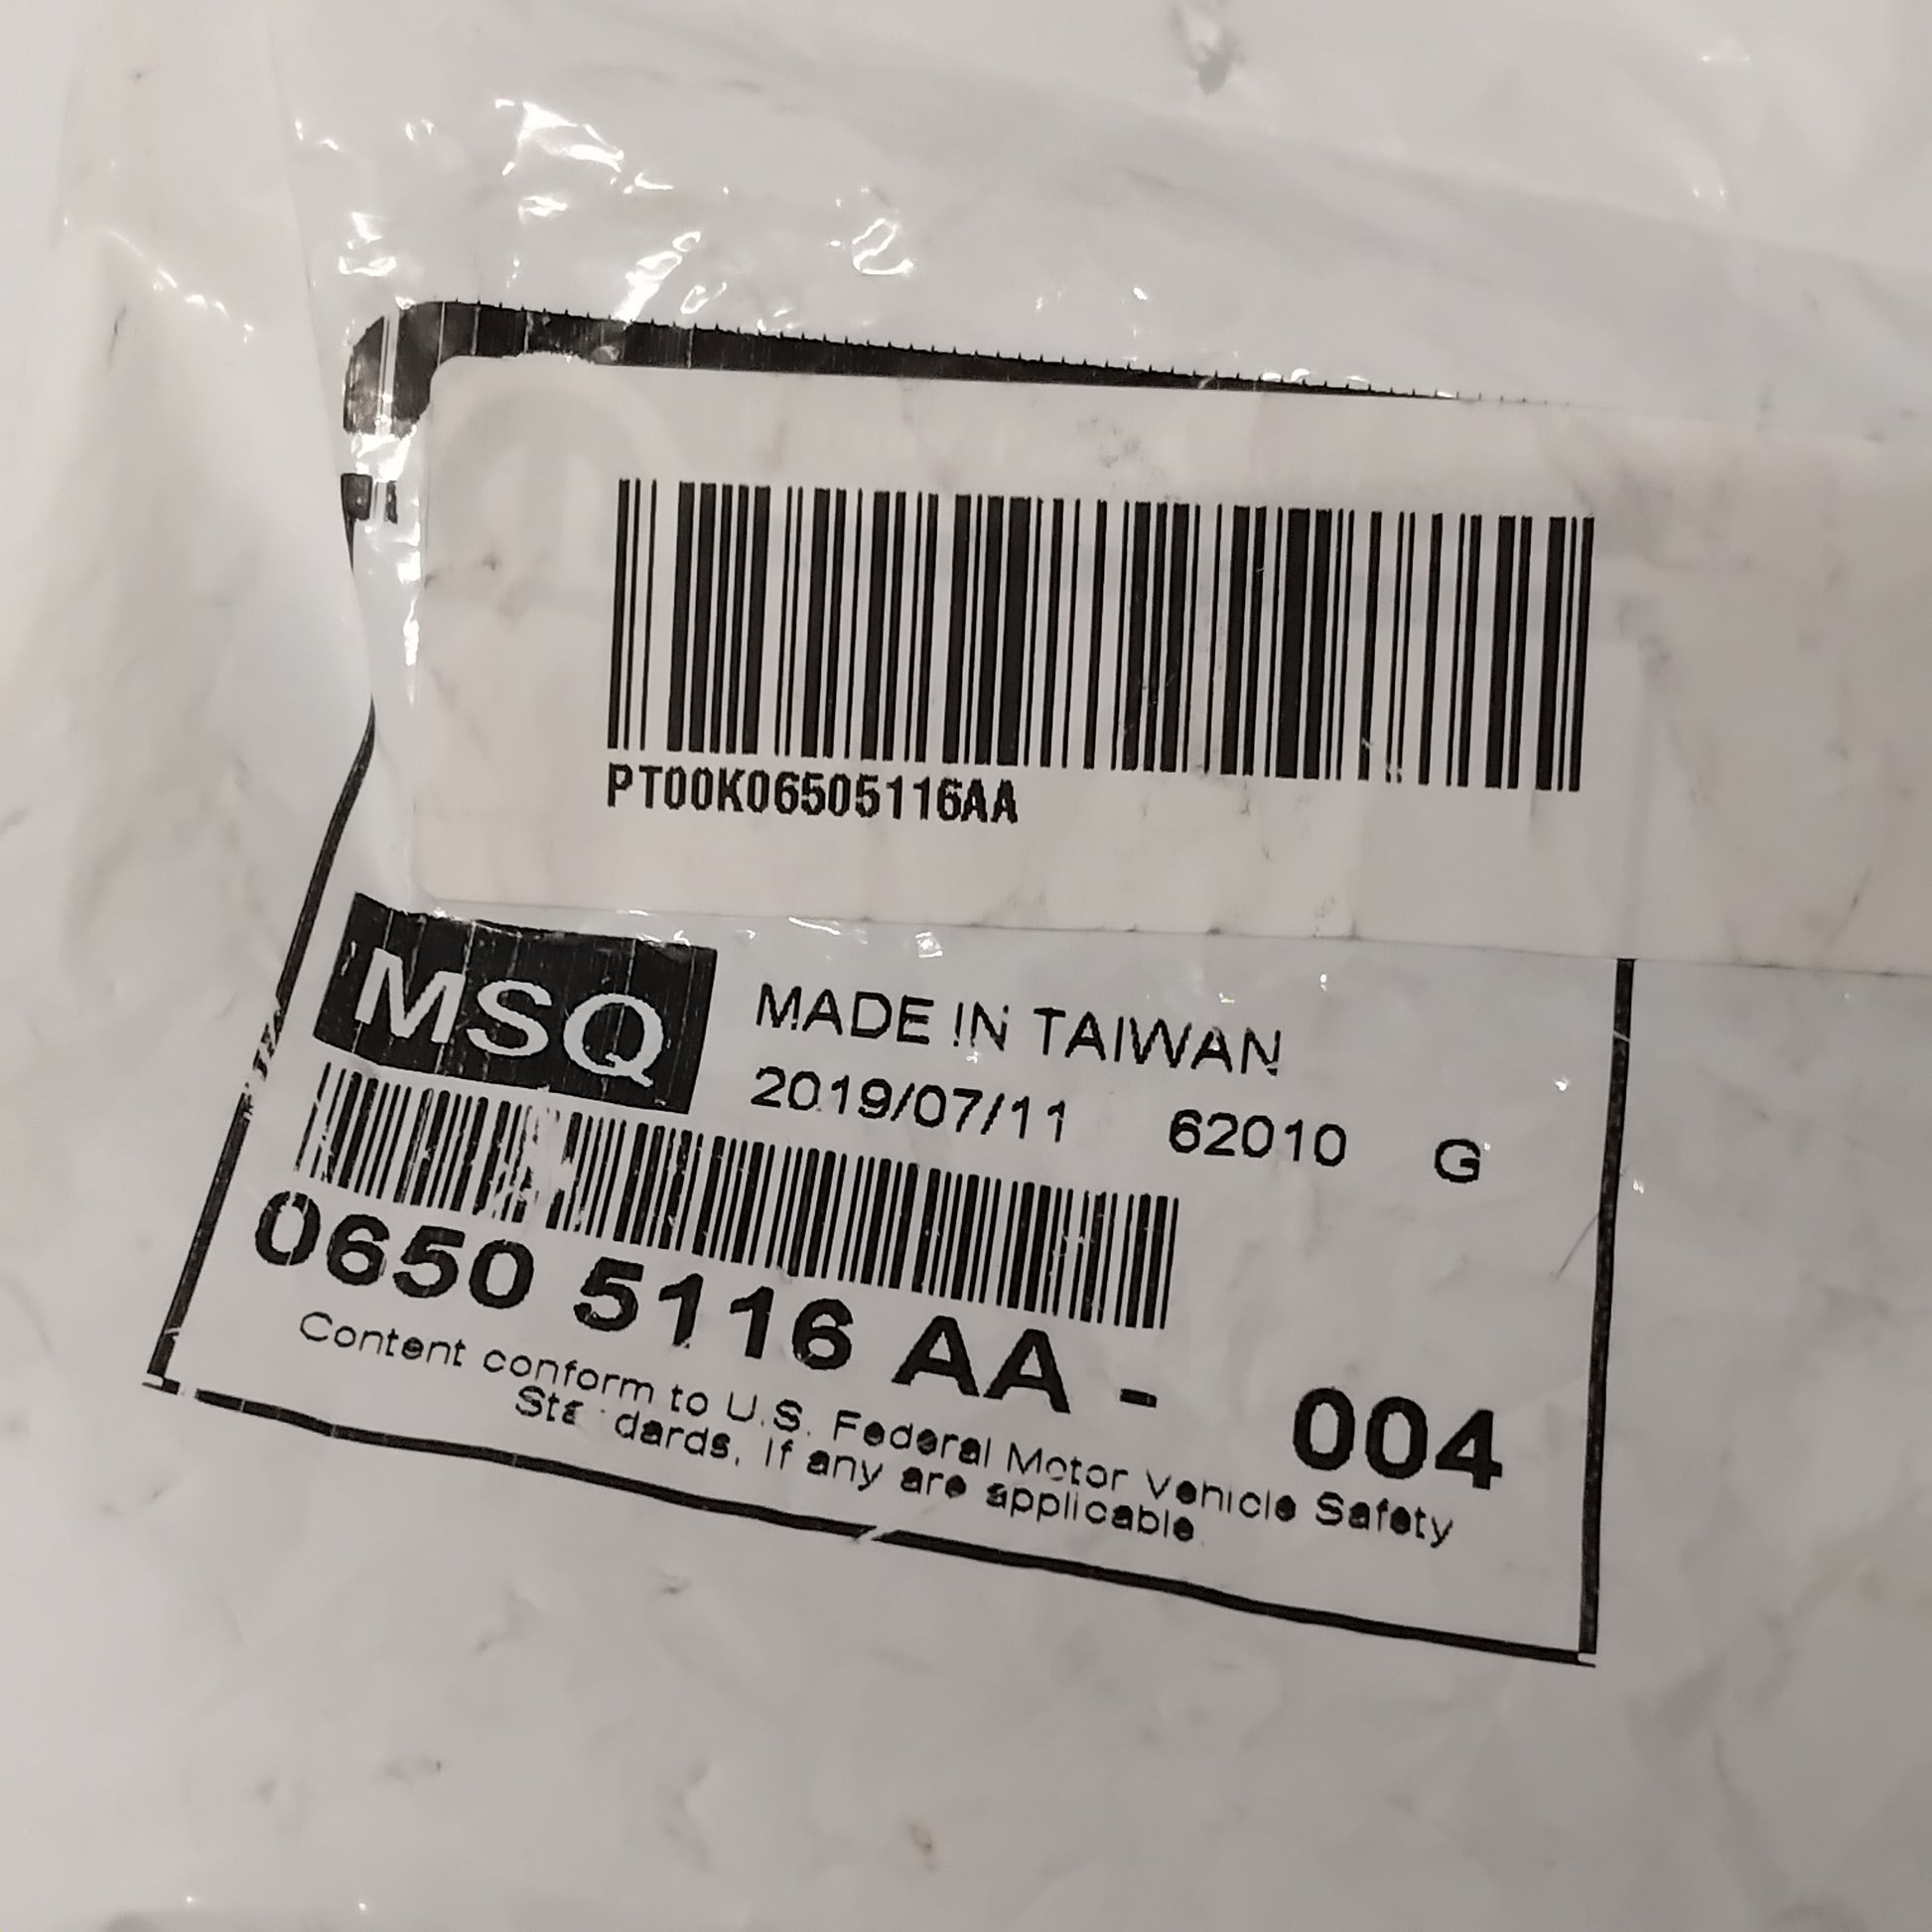 PT00K06505116AA
MSQ
MADE IN TAIWAN
2019/07/11 62010 G
0650 5116 AA - 004
Content conform to U.S. Federal Motor Vehicle Safety
Sta dards, If any are applicable